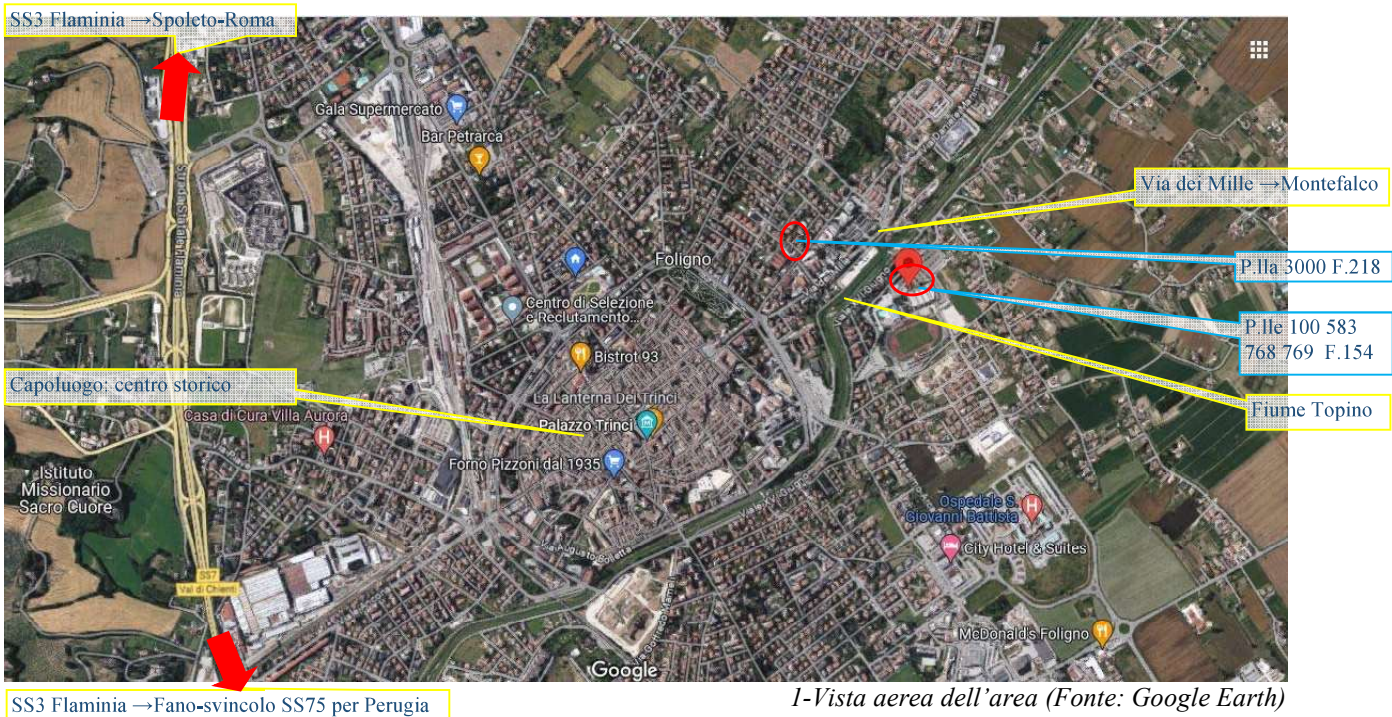 SS3 Flaminia →Spoleto-Roma
Gala Supermercato
Bar Petrarca
Via dei Mille →Montefalco
P.lla 3000 F.218
Foligno
Centro di Selezione
e Reclutamento...
P.lle 100 583
768 769 F.154
Bistrot 93
Capoluogo: centro storico
La Lanterna Dei Trinci
Fiume Topino
Casa di Cura Villa Aurora
Palazzo Trinci
Forno Pizzoni dal 1935
Istituto
Missionario
Sacro Cuore
Ospedale S.
Giovanni Battista
City Hotel & Suites
Via Augusto Bolletta
SS7
Val di Chienti
McDonald's Foligno
Google
SS3 Flaminia →Fano-svincolo SS75 per Perugia
1-Vista aerea dell'area (Fonte: Google Earth)